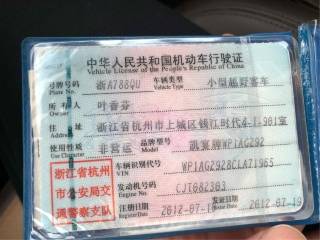 中华人民共和国机动车行驶证
Vehicle License of the People's Republic of China
号牌号码 浙A788QU 车辆类型 小型越野客车
Plate No. Vehicle Type
所有人 叶香芬
Owner
住址 浙江省杭州市上城区钱江时代4-1-901室
Address
使用性质 非营运 品牌型号 凯宴牌WP1AG292
Use Character Model
车辆识别代号 WP1AG2928CLA71965
VIN
浙江省杭州
市公安局交
通警察支队
发动机号码 CJT082303
Engine No.
注册日期 2012-07-1 发证日期 2012-07-19
Register Date Issue Date